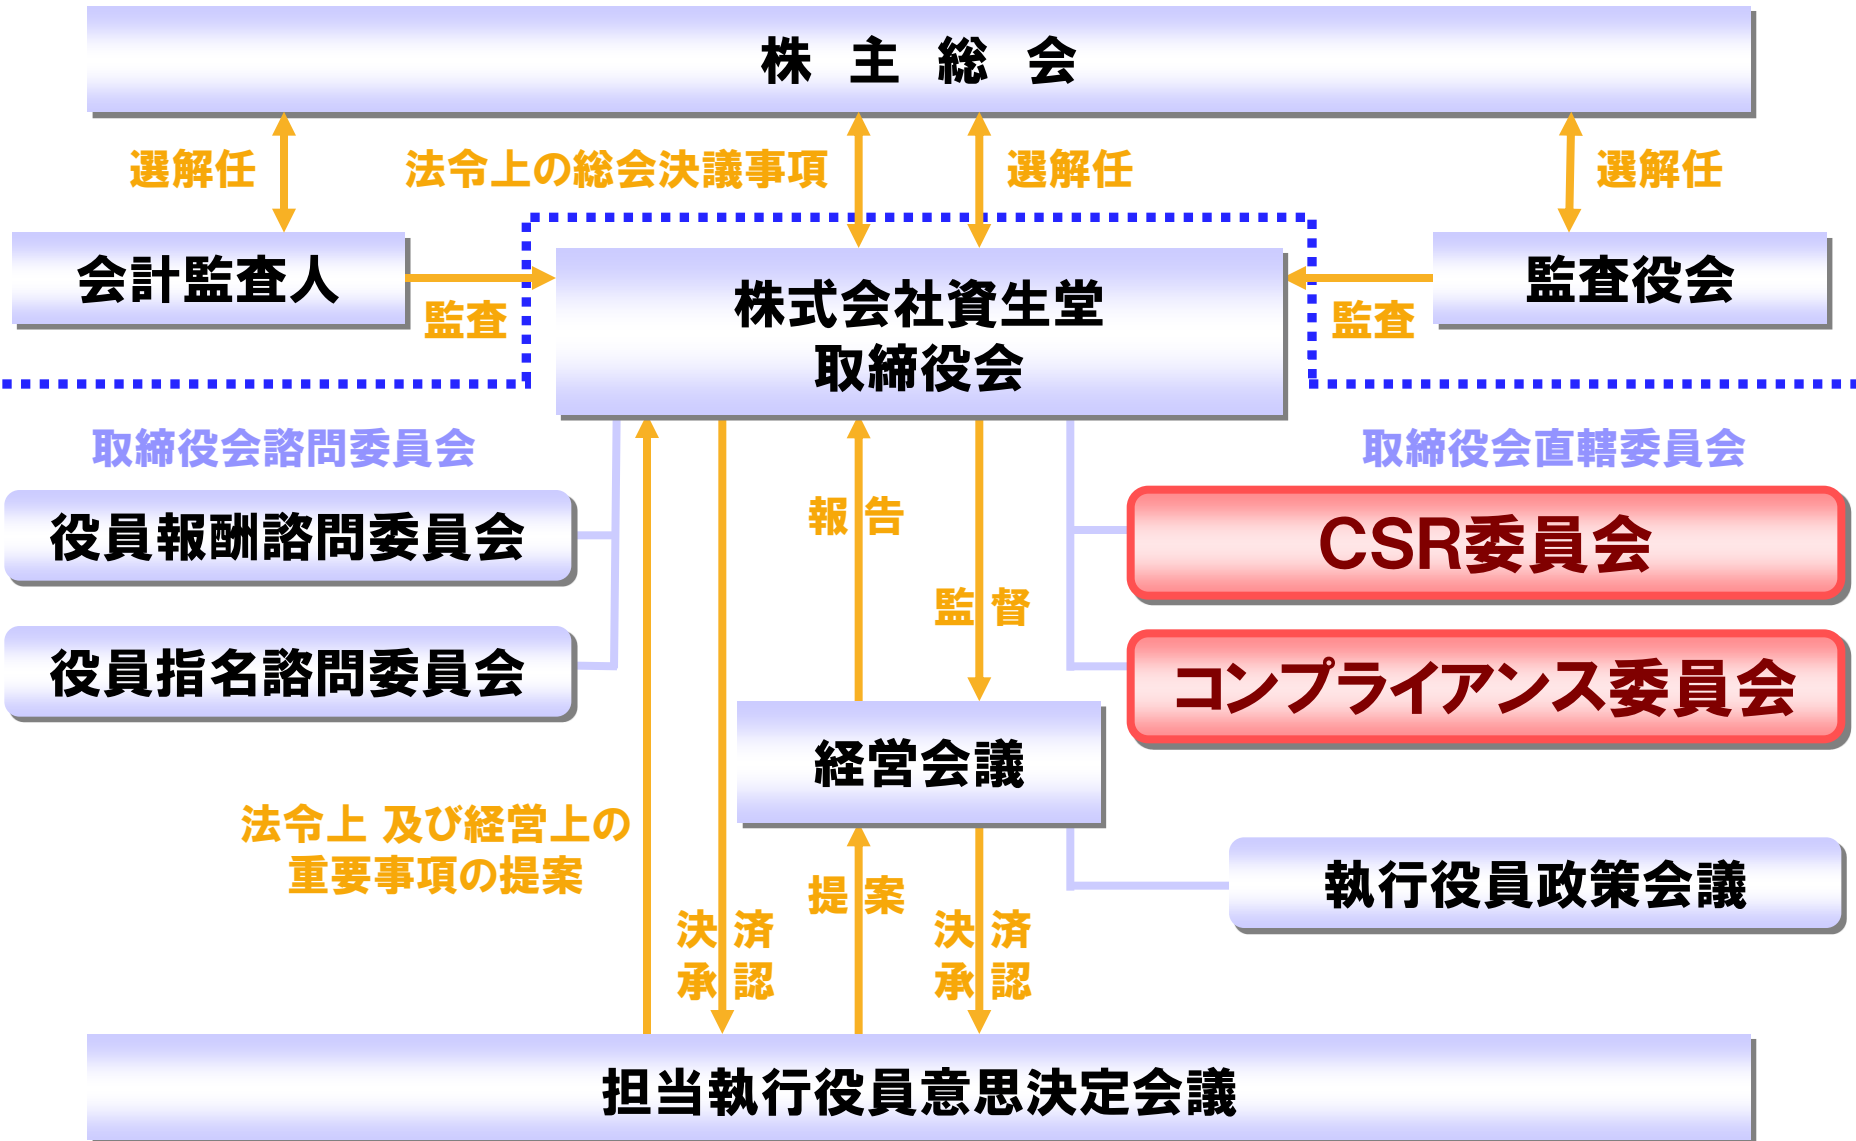 株主総会
選解任
法令上の総会決議事項
選解任
選解任
会計監査人
監査
株式会社資生堂
取締役会
監査
監査役会
取締役会諮問委員会
取締役会直轄委員会
役員報酬諮問委員会
報告
CSR委員会
監督
役員指名諮問委員会
コンプライアンス委員会
経営会議
法令上 及び経営上の
重要事項の提案
執行役員政策会議
提案
決済
承認
決済
承認
担当執行役員意思決定会議